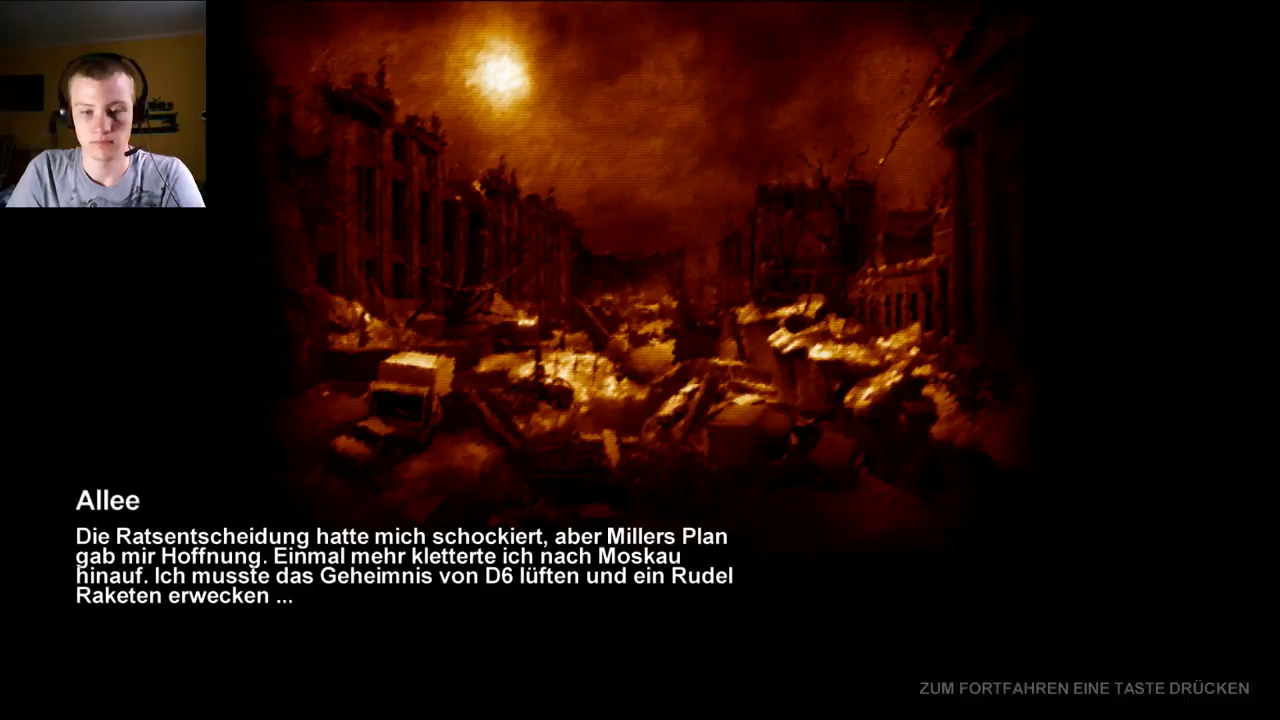 Allee
Die Ratsentscheidung hatte mich schockiert, aber Millers Plan
gab mir Hoffnung. Einmal mehr kletterte ich nach Moskau
hinauf. Ich musste das Geheimnis von D6 lüften und ein Rudel
Raketen erwecken ...
ZUM FORTFAHREN EINE TASTE DRÜCKEN